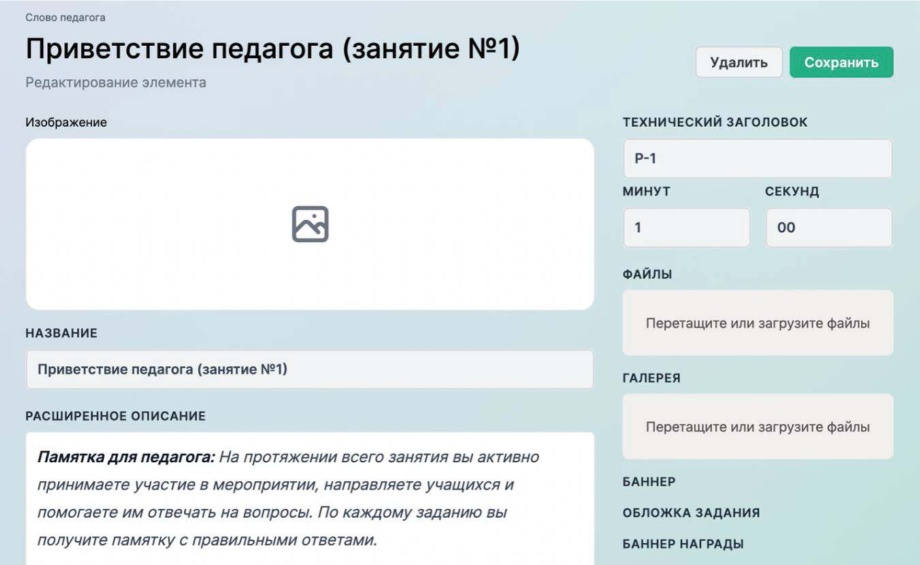 Слово педагога
Приветствие педагога (занятие №1)
Редактирование элемента
Удалить
Сохранить
Изображение
НАЗВАНИЕ
Приветствие педагога (занятие №1)
РАСШИРЕННОЕ ОПИСАНИЕ
Памятка для педагога: На протяжении всего занятия вы активно
принимаете участие в мероприятии, направляете учащихся и
помогаете им отвечать на вопросы. По каждому заданию вы
получите памятку с правильными ответами.
ТЕХНИЧЕСКИЙ ЗАГОЛОВОК
Р-1
МИНУТ СЕКУНД
1 00
ФАЙЛЫ
Перетащите или загрузите файлы
ГАЛЕРЕЯ
Перетащите или загрузите файлы
БАННЕР
ОБЛОЖКА ЗАДАНИЯ
БАННЕР НАГРАДЫ